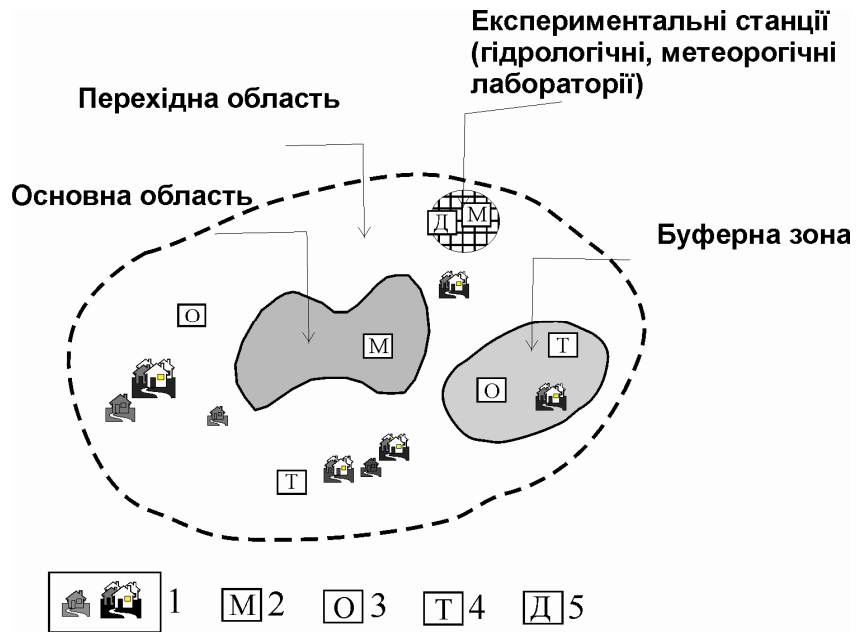 Експериментальні станції
(гідрологічні, метеорогічні
лабораторії)
Перехідна область
Основна область
Буферна зона
Д М
О
М
Т
О
Т
1 М 2 О 3 Т 4 Д 5